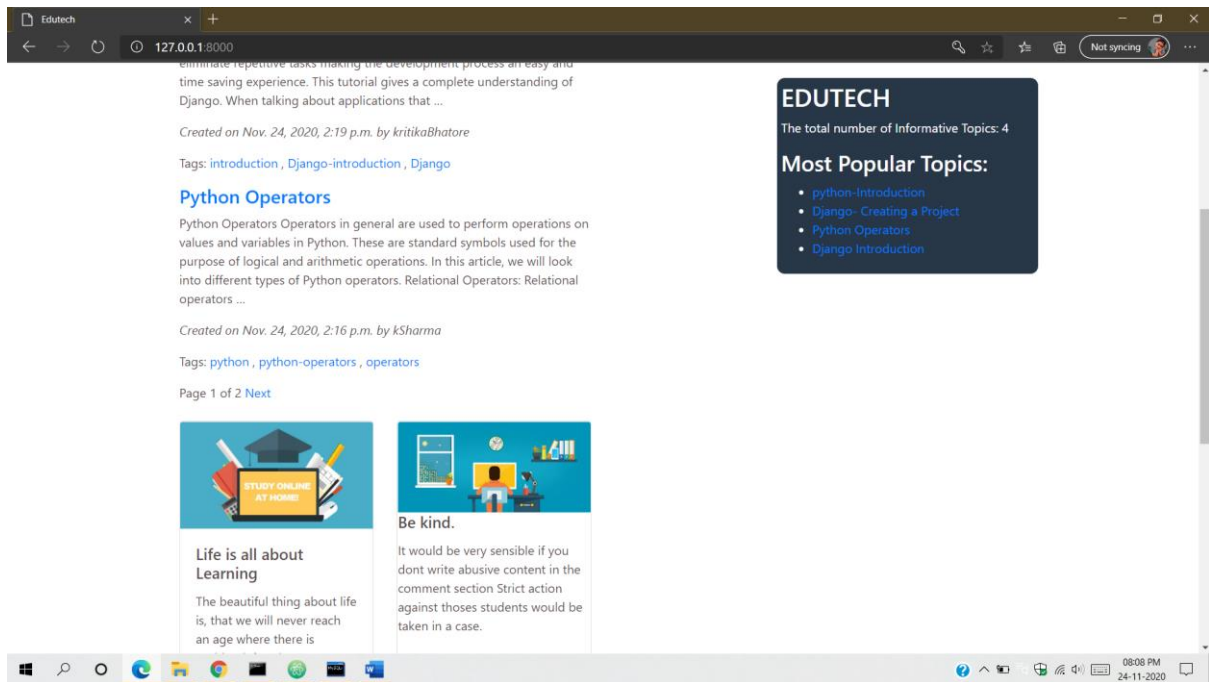 Edutech
127.0.0.1:8000
Not syncing
eliminate repetitive tasks making the development process an easy and
time saving experience. This tutorial gives a complete understanding of
Django. When talking about applications that ...
Created on Nov. 24, 2020, 2:19 p.m. by kritikaBhatore
Tags: introduction , Django-introduction , Django
Python Operators
Python Operators Operators in general are used to perform operations on
values and variables in Python. These are standard symbols used for the
purpose of logical and arithmetic operations. In this article, we will look
into different types of Python operators. Relational Operators: Relational
operators ...
Created on Nov. 24, 2020, 2:16 p.m. by kSharma
Tags: python , python-operators , operators
Page 1 of 2 Next
STUDY ONLINE
AT HOME!
Life is all about
Learning
The beautiful thing about life
is, that we will never reach
an age where there is
Be kind.
It would be very sensible if you
dont write abusive content in the
comment section Strict action
against thoses students would be
taken in a case.
EDUTECH
The total number of Informative Topics: 4
Most Popular Topics:
python-Introduction
Django- Creating a Project
Python Operators
Django Introduction
08:08 PM
24-11-2020